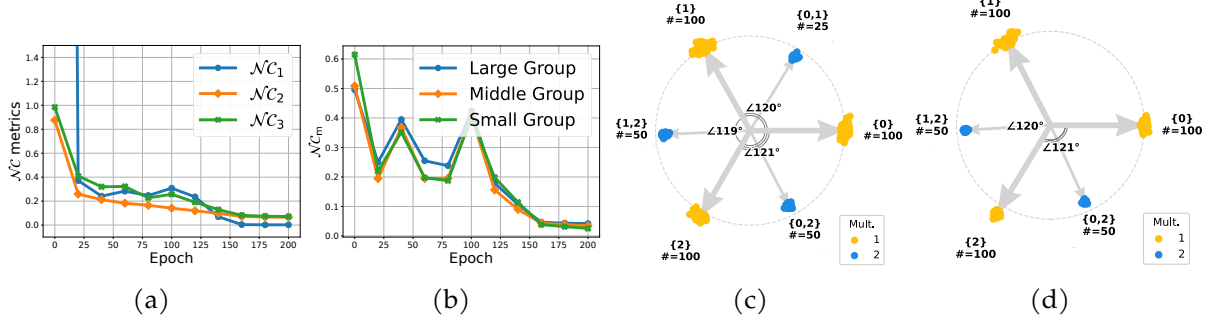 1.4
1.2
1.0
0.8
0.6
0.4
0.2
0.0
NC metrics
NC₁
NC₂
NC₃
0 25 50 75 100 125 150 175 200
Epoch
(a)
0.6
0.5
0.4
0.3
0.2
0.1
0.0
NCₘ
Large Group
Middle Group
Small Group
0 25 50 75 100 125 150 175 200
Epoch
(b)
{1}
#=100
{0,1}
#=25
∠120°
{1,2}
#=50
∠119°
{0}
#=100
∠121°
{2}
#=100
{0,2}
#=50
Mult.
1
2
(c)
{1}
#=100
{1,2}
#=50
∠120°
{0}
#=100
∠121°
{0,2}
#=50
{2}
#=100
Mult.
1
2
(d)